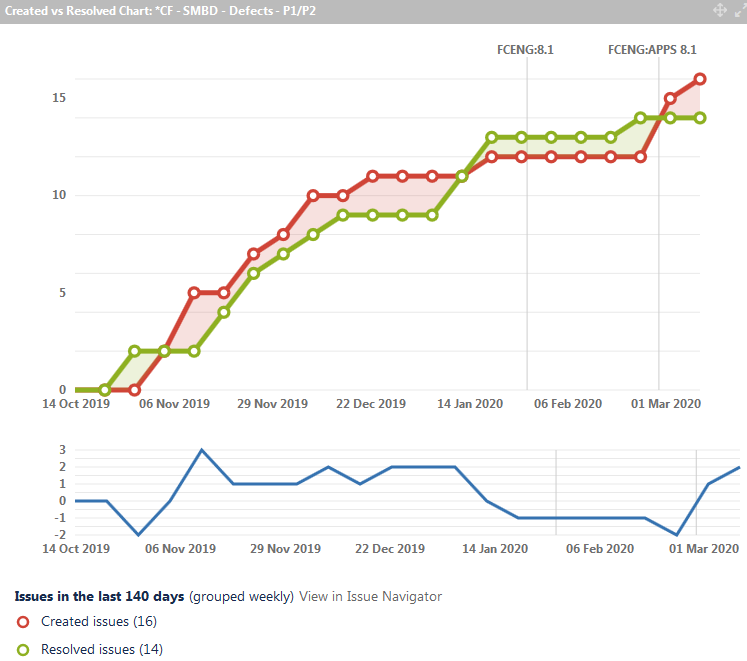 Created vs Resolved Chart: *CF - SMBD - Defects - P1/P2
FCENG:8.1 FCENG:APPS 8.1
15
10
5
0
14 Oct 2019 06 Nov 2019 29 Nov 2019 22 Dec 2019 14 Jan 2020 06 Feb 2020 01 Mar 2020
3
2
1
0
-1
-2
14 Oct 2019 06 Nov 2019 29 Nov 2019 22 Dec 2019 14 Jan 2020 06 Feb 2020 01 Mar 2020
Issues in the last 140 days (grouped weekly) View in Issue Navigator
Created issues (16)
Resolved issues (14)